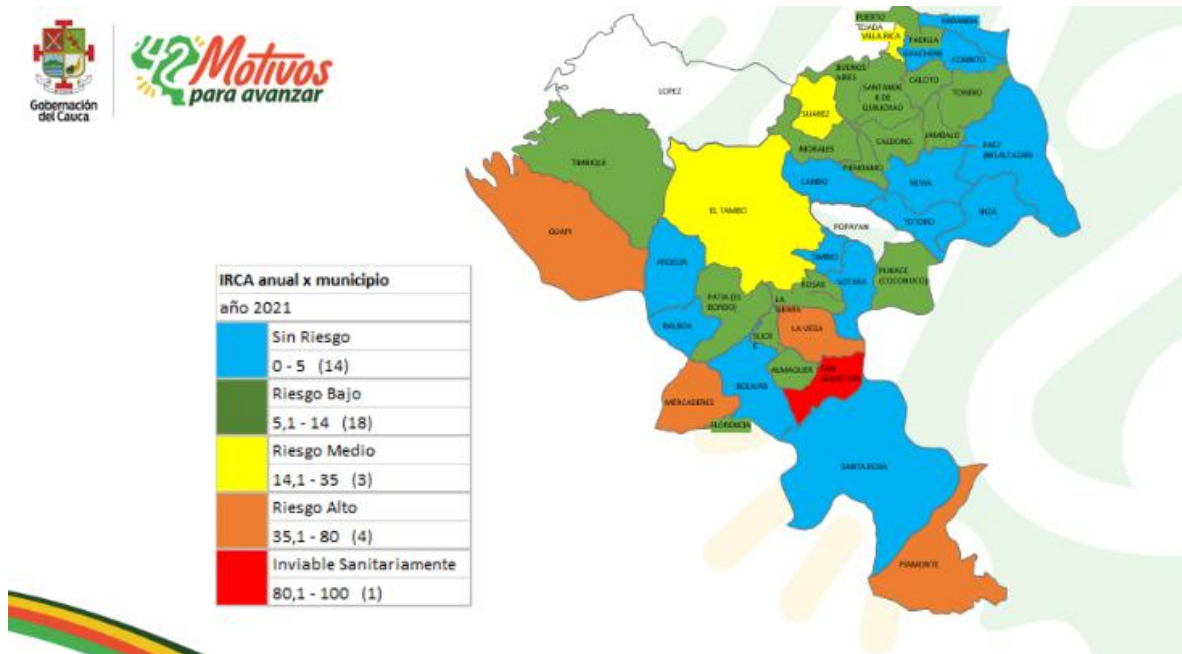 Gobernación
del Cauca
42 Motivos
para avanzar
IRCA anual x municipio
año 2021
Sin Riesgo
0 - 5 (14)
Riesgo Bajo
5,1 - 14 (18)
Riesgo Medio
14,1 - 35 (3)
Riesgo Alto
35,1 - 80 (4)
Inviable Sanitariamente
80,1 - 100 (1)
PUERTO
TEJADA
MIRANDA
VILLA RICA
PADILLA
GUACHENE
CORINTO
BUENOS
AIRES
CALOTO
LOPEZ
SANTANDE
R DE
QUILICHAO
TORIBIO
SUAREZ
JAMBALO
CALDONO
MORALES
PAEZ
(BELALCAZAR)
TIMBIQUI
PIENDAMO
CAJIBIO
SILVIA
EL TAMBO
INZA
TOTORO
POPAYAN
GUAPI
TIMBIO
ARGELIA
PURACE
(COCONUCO)
SOTARA
ROSAS
PATIA (EL
BORDO)
LA
SIERRA
BALBOA
LA VEGA
SUCR
E
ALMAGUER
SAN
SEBASTIAN
BOLIVAR
MERCADERES
FLORENCIA
SANTA ROSA
PIAMONTE